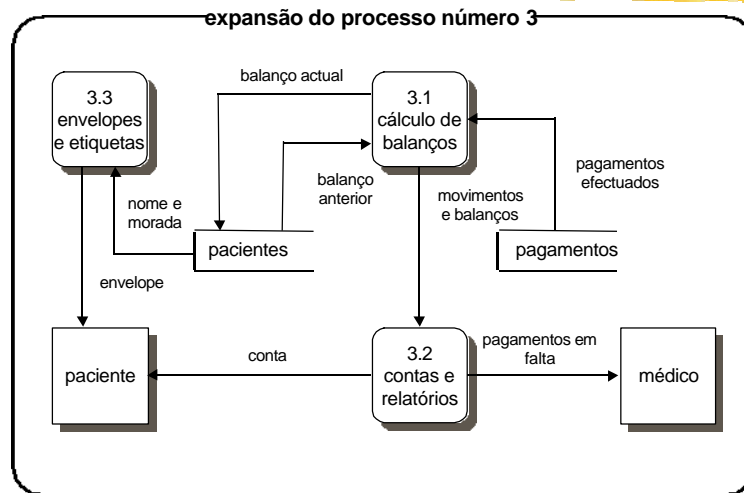 expansão do processo número 3
3.3
envelopes
e etiquetas
balanço actual
3.1
cálculo de
balanços
pagamentos
efectuados
balanço
anterior
nome e
morada
movimentos
e balanços
pacientes
pagamentos
envelope
paciente
conta
3.2
contas e
relatórios
pagamentos em
falta
médico